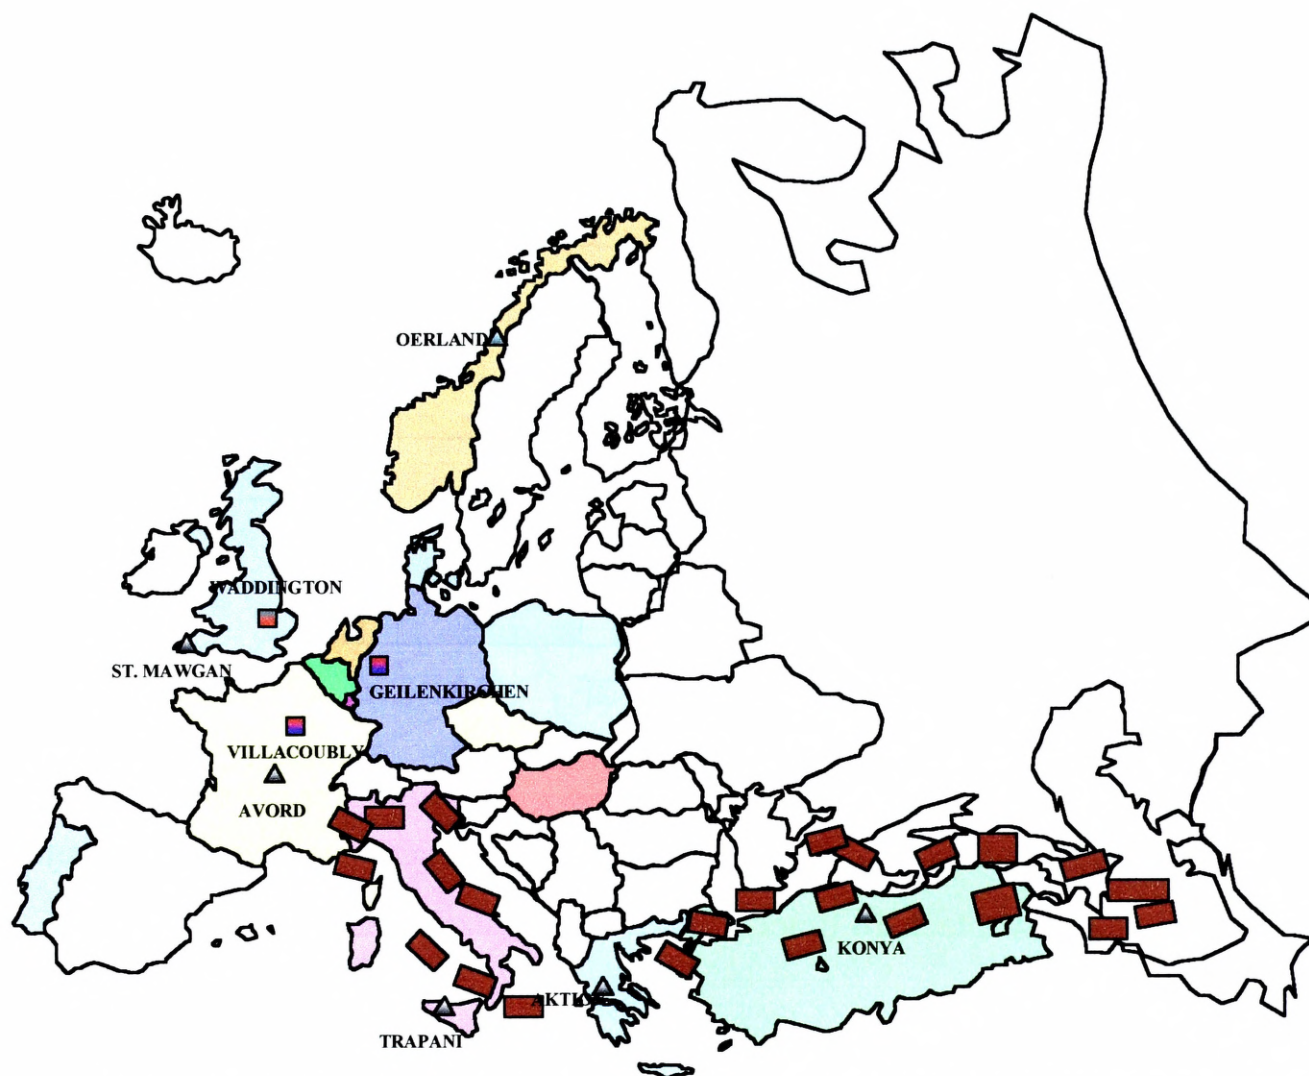 OERLAND
WADDINGTON
ST. MAWGAN
GEILENKIRCHEN
VILLACOUBLY
AVORD
KONYA
TRAPANI